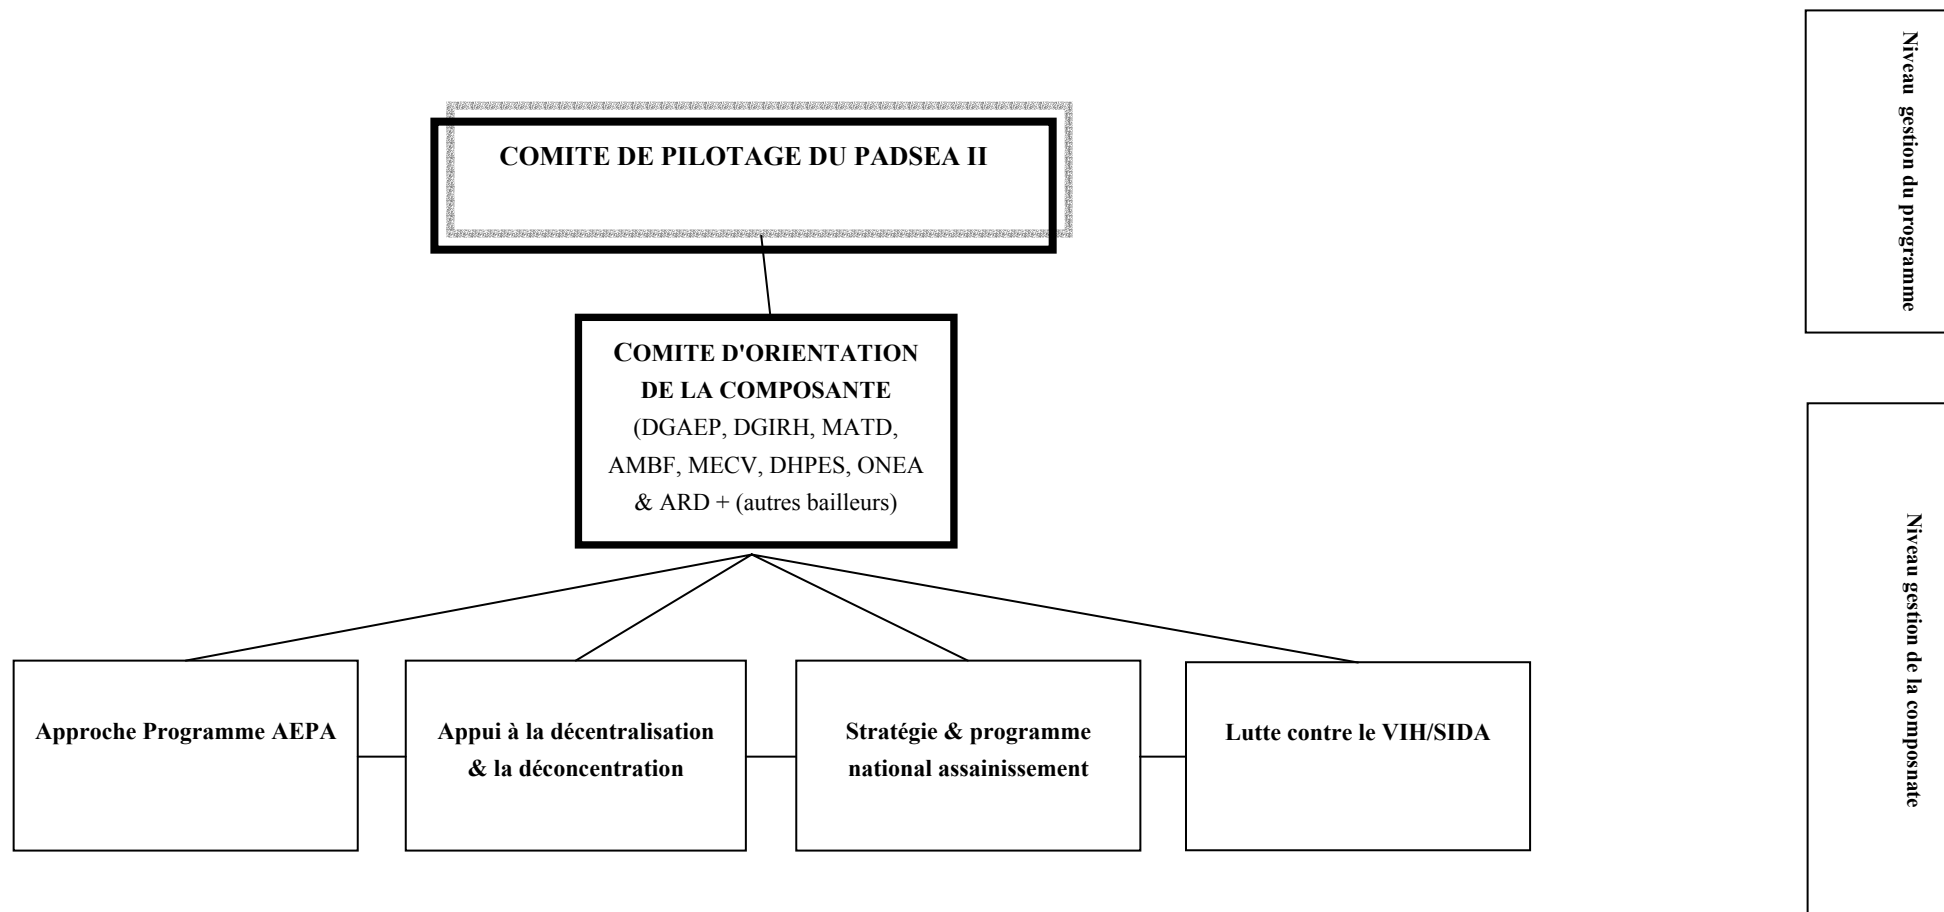 COMITE DE PILOTAGE DU PADSEA II
Niveau gestion du programme
COMITE D'ORIENTATION
DE LA COMPOSANTE
(DGAEP, DGIRH, MATD,
AMBF, MECV, DHPES, ONEA
& ARD + (autres bailleurs)
Niveau gestion de la composnate
Approche Programme AEPA
Appui à la décentralisation
& la déconcentration
Stratégie & programme
national assainissement
Lutte contre le VIH/SIDA